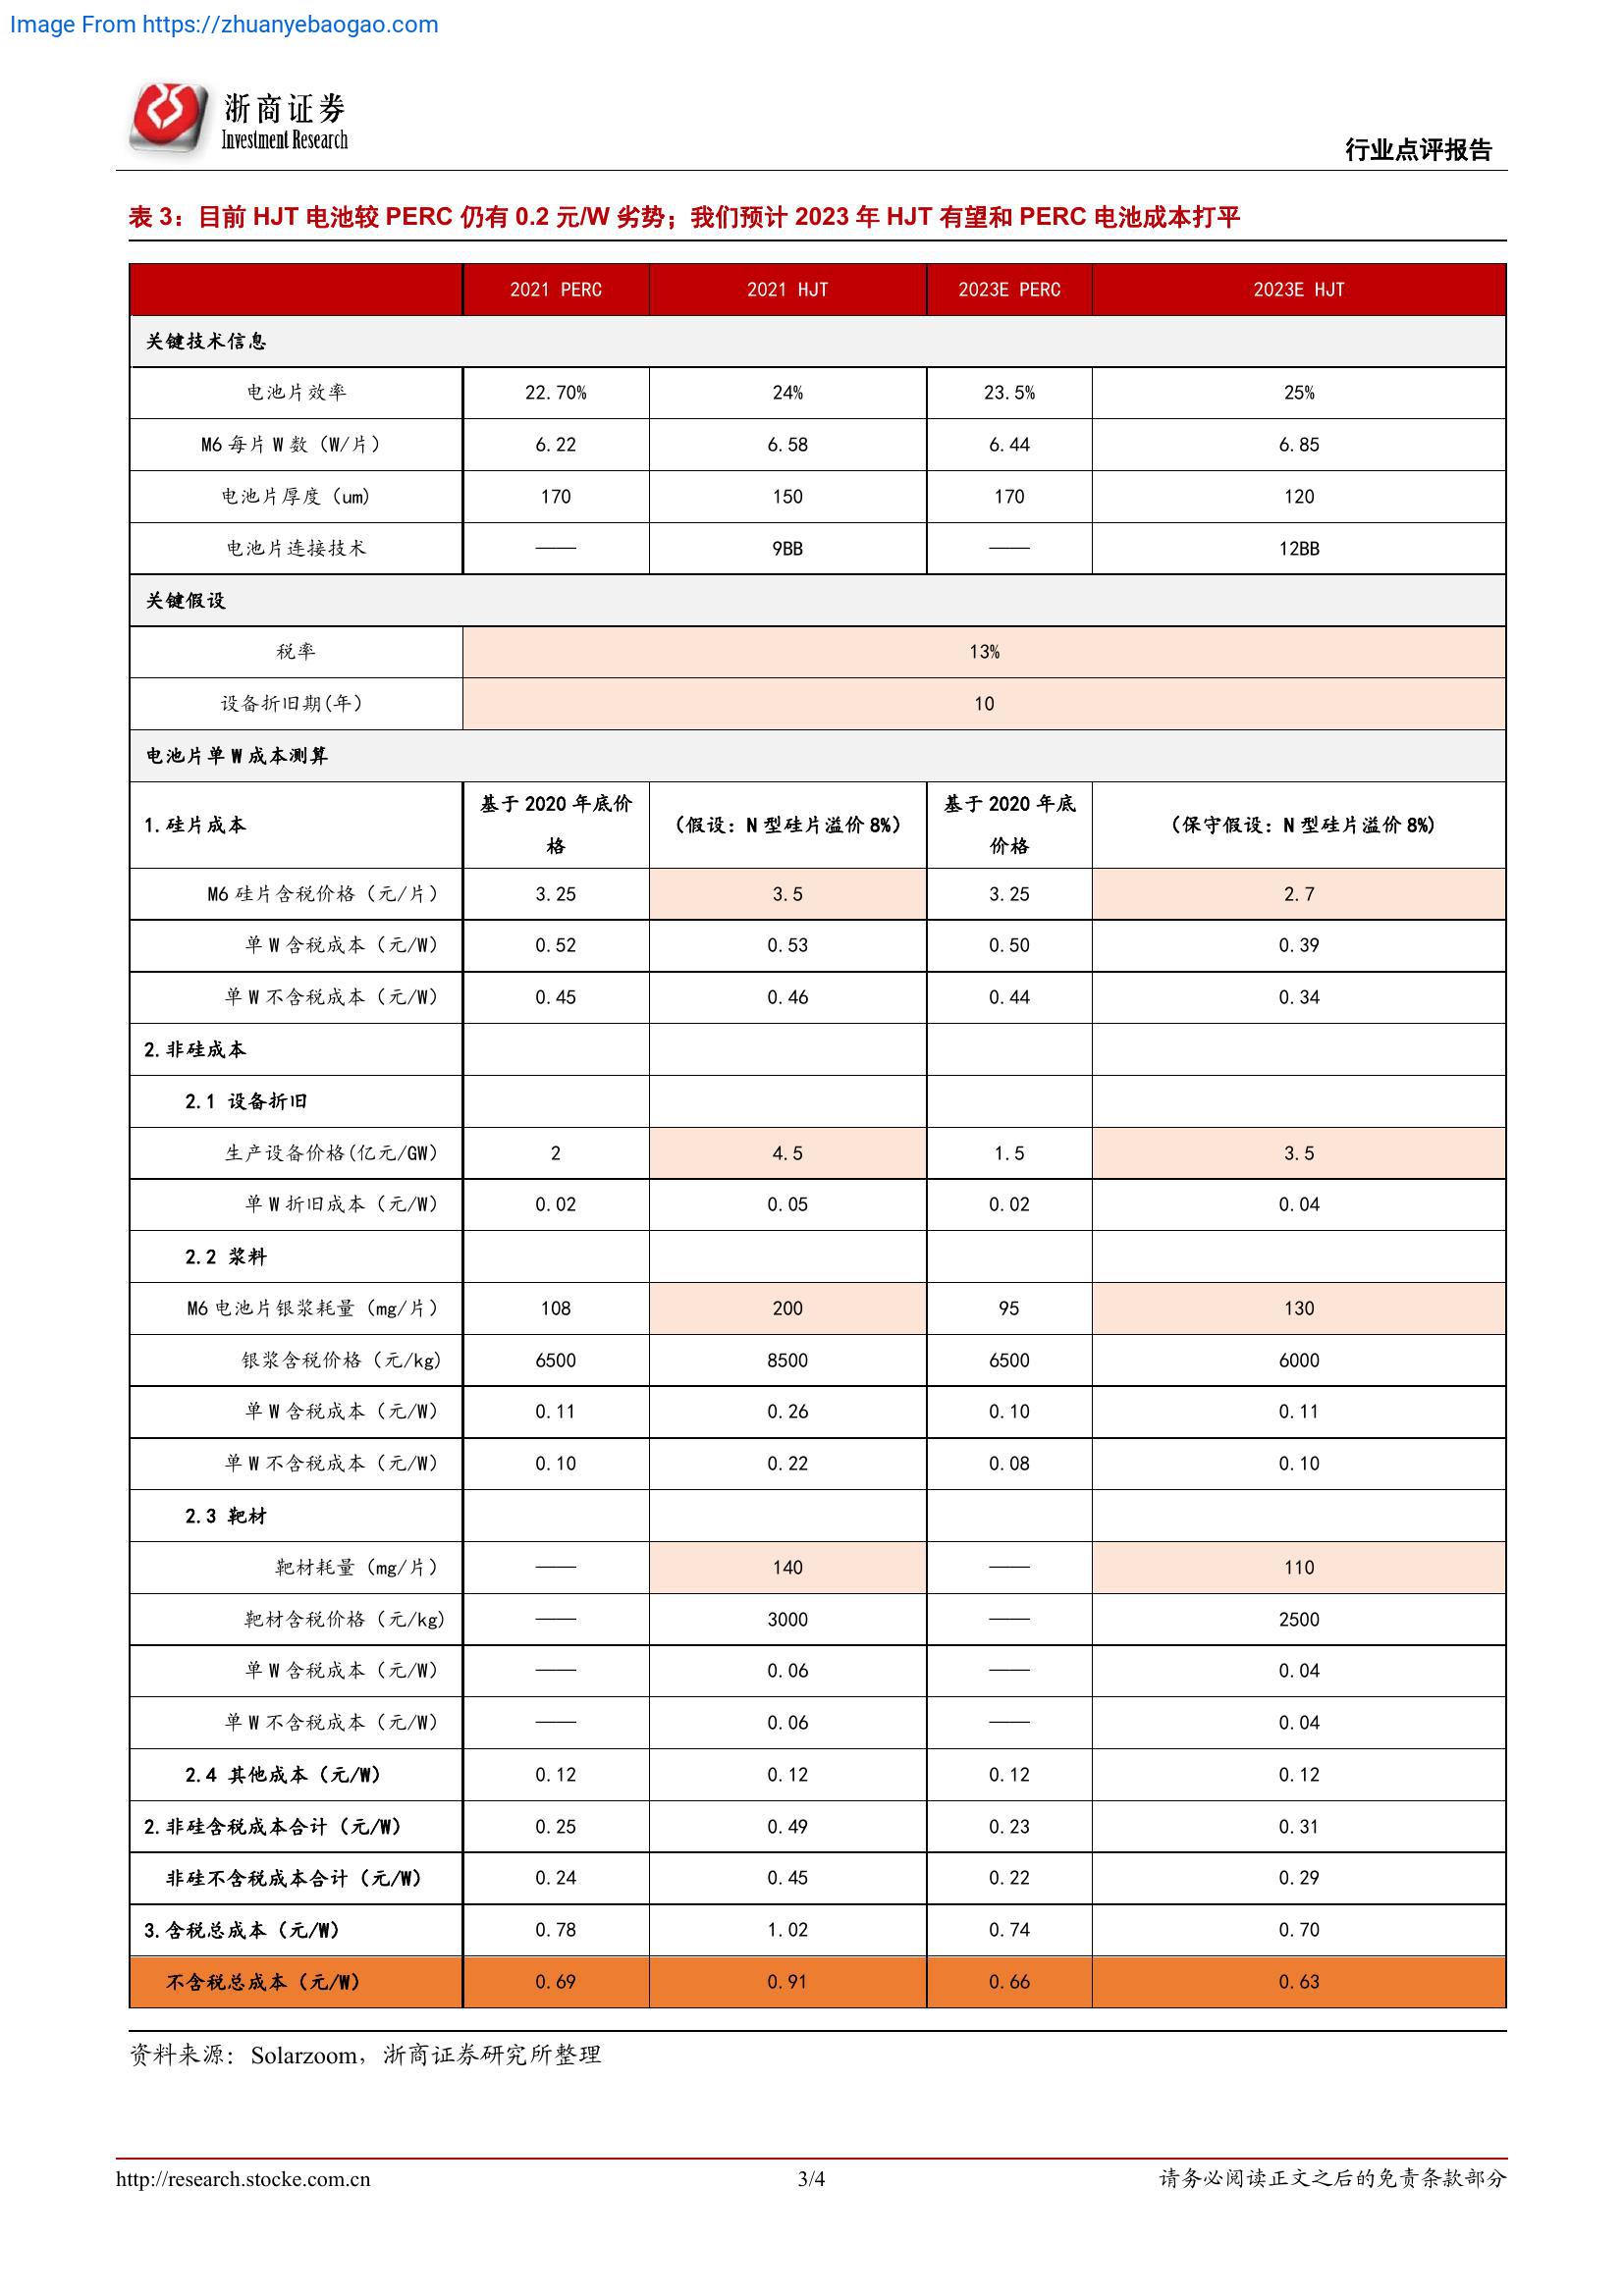 Image From https://zhuanyebaogao.com
浙商证券
Investment Research
行业点评报告
表 3：目前 HJT 电池较 PERC 仍有 0.2 元/W 劣势；我们预计 2023 年 HJT 有望和 PERC 电池成本打平
2021 PERC 2021 HJT 2023E PERC 2023E HJT
关键技术信息
电池片效率 22.70% 24% 23.5% 25%
M6 每片 W 数（W/片） 6.22 6.58 6.44 6.85
电池片厚度（um) 170 150 170 120
电池片连接技术 —— 9BB —— 12BB
关键假设
税率 13%
设备折旧期(年） 10
电池片单 W 成本测算
1.硅片成本 基于 2020 年底价格 （假设：N 型硅片溢价 8%） 基于 2020 年底价格 （保守假设：N 型硅片溢价 8%)
M6 硅片含税价格（元/片） 3.25 3.5 3.25 2.7
单 W 含税成本（元/W） 0.52 0.53 0.50 0.39
单 W 不含税成本（元/W） 0.45 0.46 0.44 0.34
2.非硅成本
2.1 设备折旧
生产设备价格(亿元/GW） 2 4.5 1.5 3.5
单 W 折旧成本（元/W） 0.02 0.05 0.02 0.04
2.2 浆料
M6 电池片银浆耗量（mg/片） 108 200 95 130
银浆含税价格（元/kg) 6500 8500 6500 6000
单 W 含税成本（元/W） 0.11 0.26 0.10 0.11
单 W 不含税成本（元/W） 0.10 0.22 0.08 0.10
2.3 靶材
靶材耗量（mg/片） —— 140 —— 110
靶材含税价格（元/kg) —— 3000 —— 2500
单 W 含税成本（元/W） —— 0.06 —— 0.04
单 W 不含税成本（元/W） —— 0.06 —— 0.04
2.4 其他成本（元/W） 0.12 0.12 0.12 0.12
2.非硅含税成本合计（元/W） 0.25 0.49 0.23 0.31
非硅不含税成本合计（元/W） 0.24 0.45 0.22 0.29
3.含税总成本（元/W） 0.78 1.02 0.74 0.70
不含税总成本（元/W） 0.69 0.91 0.66 0.63
资料来源：Solarzoom，浙商证券研究所整理
http://research.stocke.com.cn 3/4 请务必阅读正文之后的免责条款部分